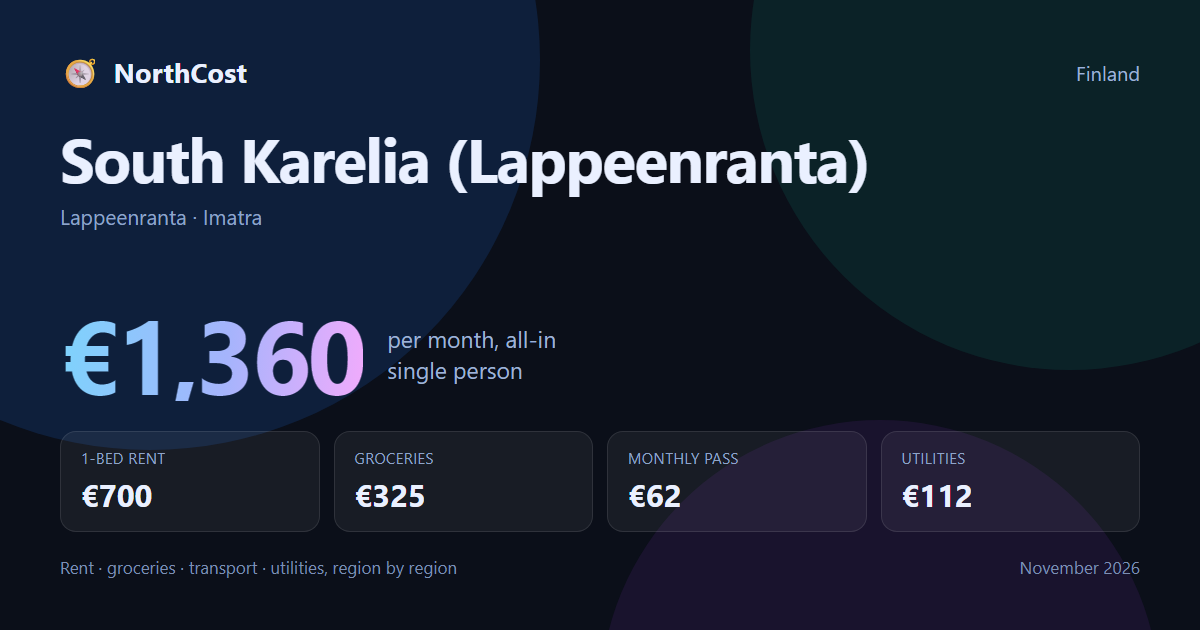 NorthCost
Finland
South Karelia (Lappeenranta)
Lappeenranta · Imatra
€1,360
per month, all-in
single person
1-BED RENT
€700
GROCERIES
€325
MONTHLY PASS
€62
UTILITIES
€112
Rent · groceries · transport · utilities, region by region
November 2026